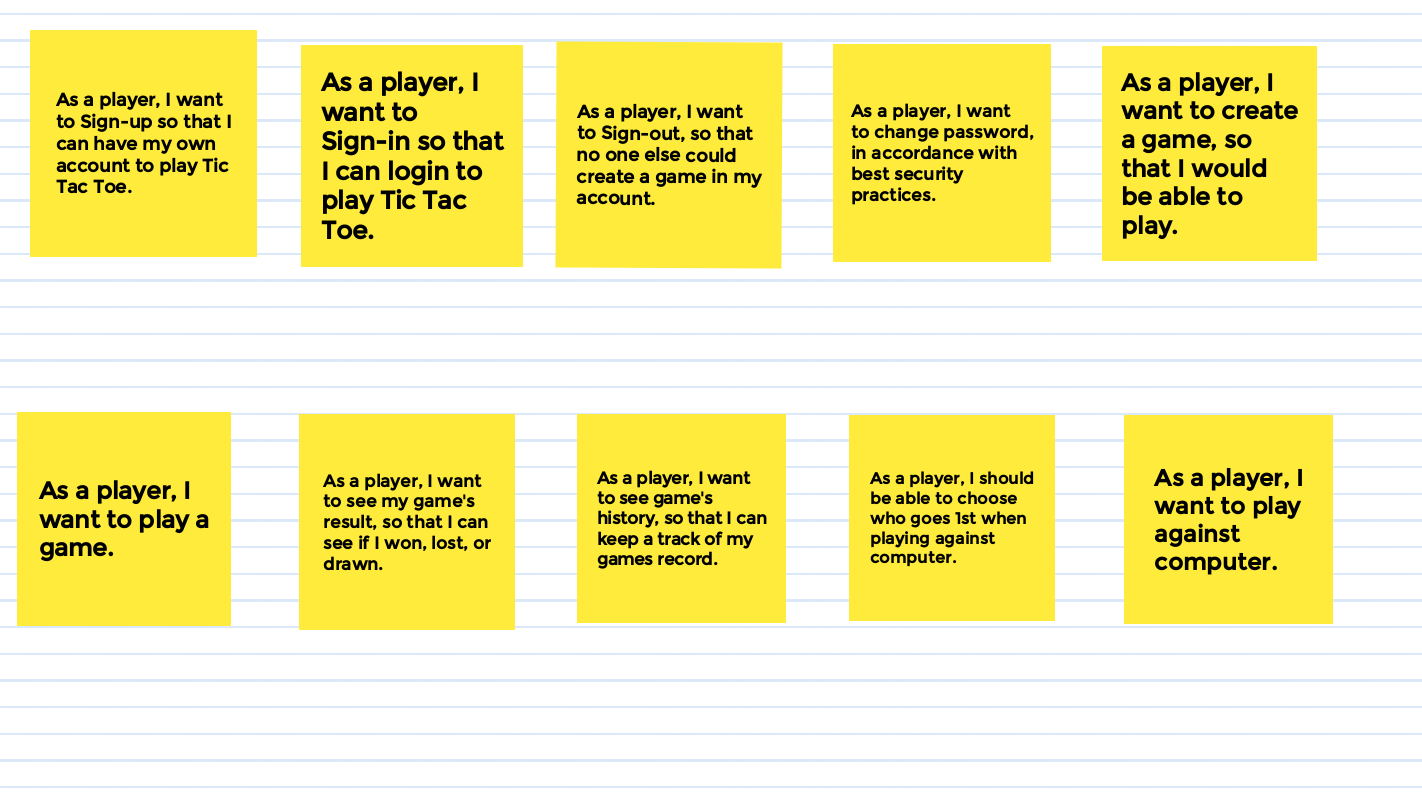 As a player, I want
to Sign-up so that I
can have my own
account to play Tic
Tac Toe.
As a player, I
want to
Sign-in so that
I can login to
play Tic Tac
Toe.
As a player, I want
to Sign-out, so that
no one else could
create a game in my
account.
As a player, I want
to change password,
in accordance with
best security
practices.
As a player, I
want to create
a game, so
that I would
be able to
play.
As a player, I
want to play a
game.
As a player, I want
to see my game's
result, so that I can
see if I won, lost, or
drawn.
As a player, I want
to see game's
history, so that I can
keep a track of my
games record.
As a player, I should
be able to choose
who goes 1st when
playing against
computer.
As a player, I
want to play
against
computer.